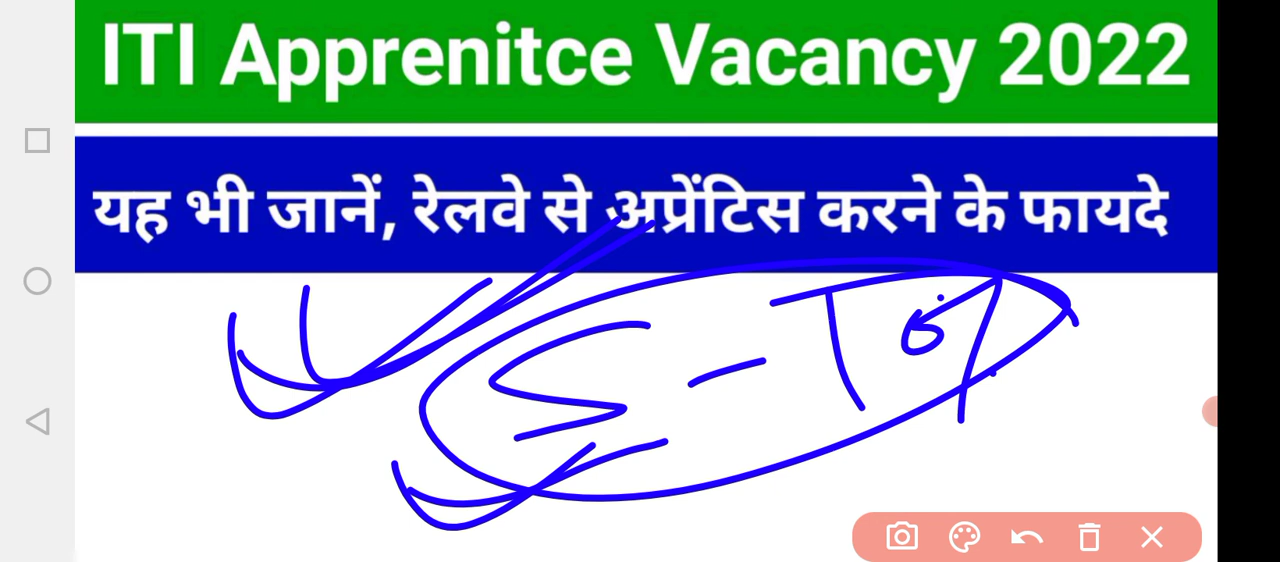 ITI Apprenitce Vacancy 2022
यह भी जानें, रेलवे से अप्रेंटिस करने के फायदे